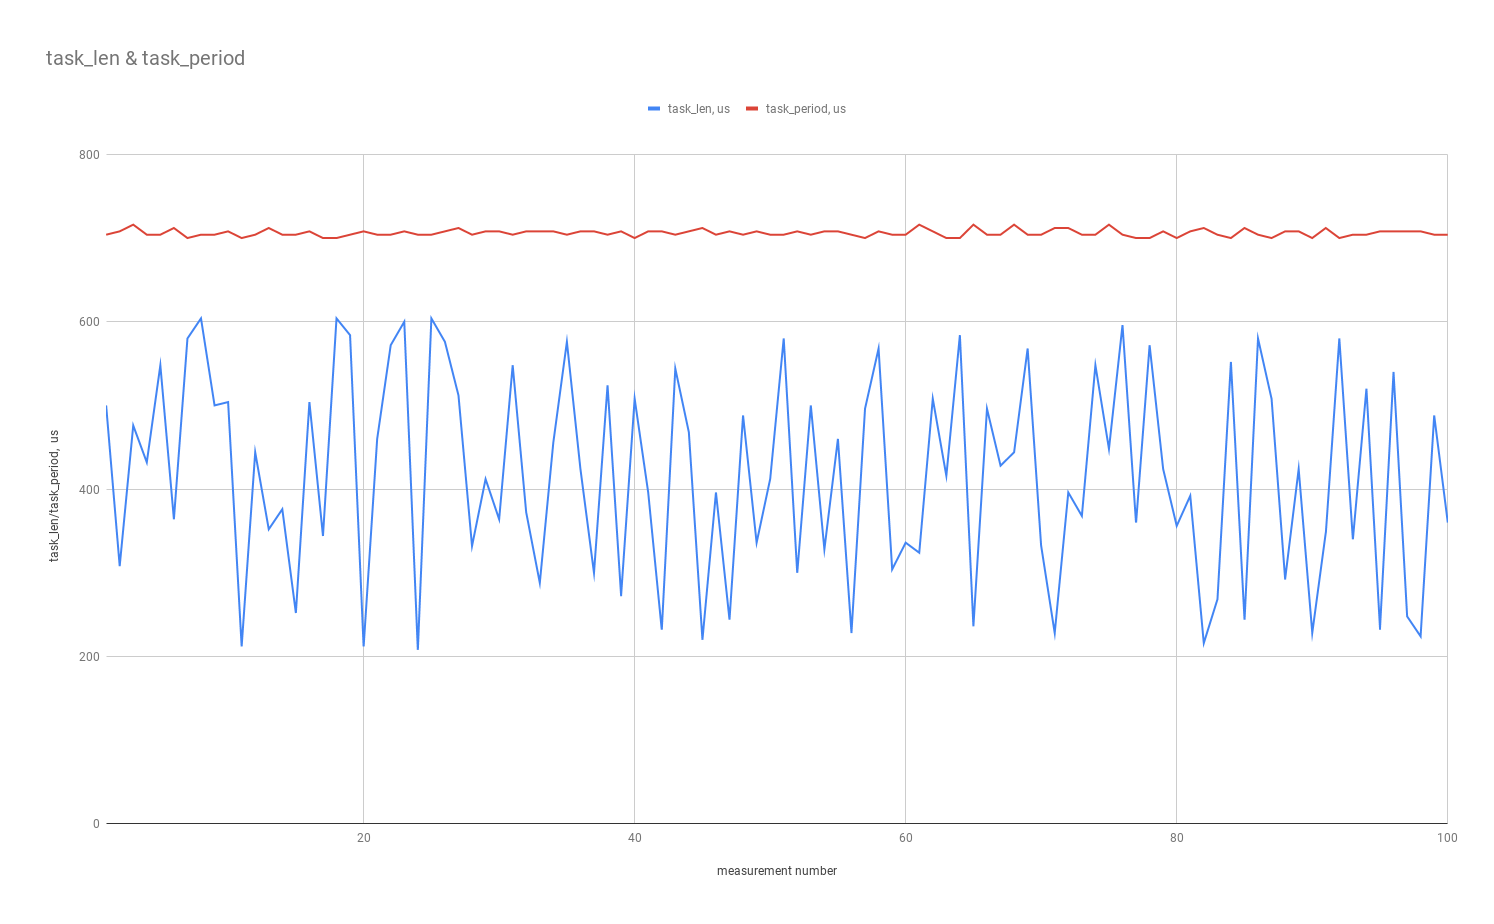 task_len & task_period
task_len, us
task_period, us
800
600
400
200
0
task_len/task_period, us
20
40
60
80
100
measurement number